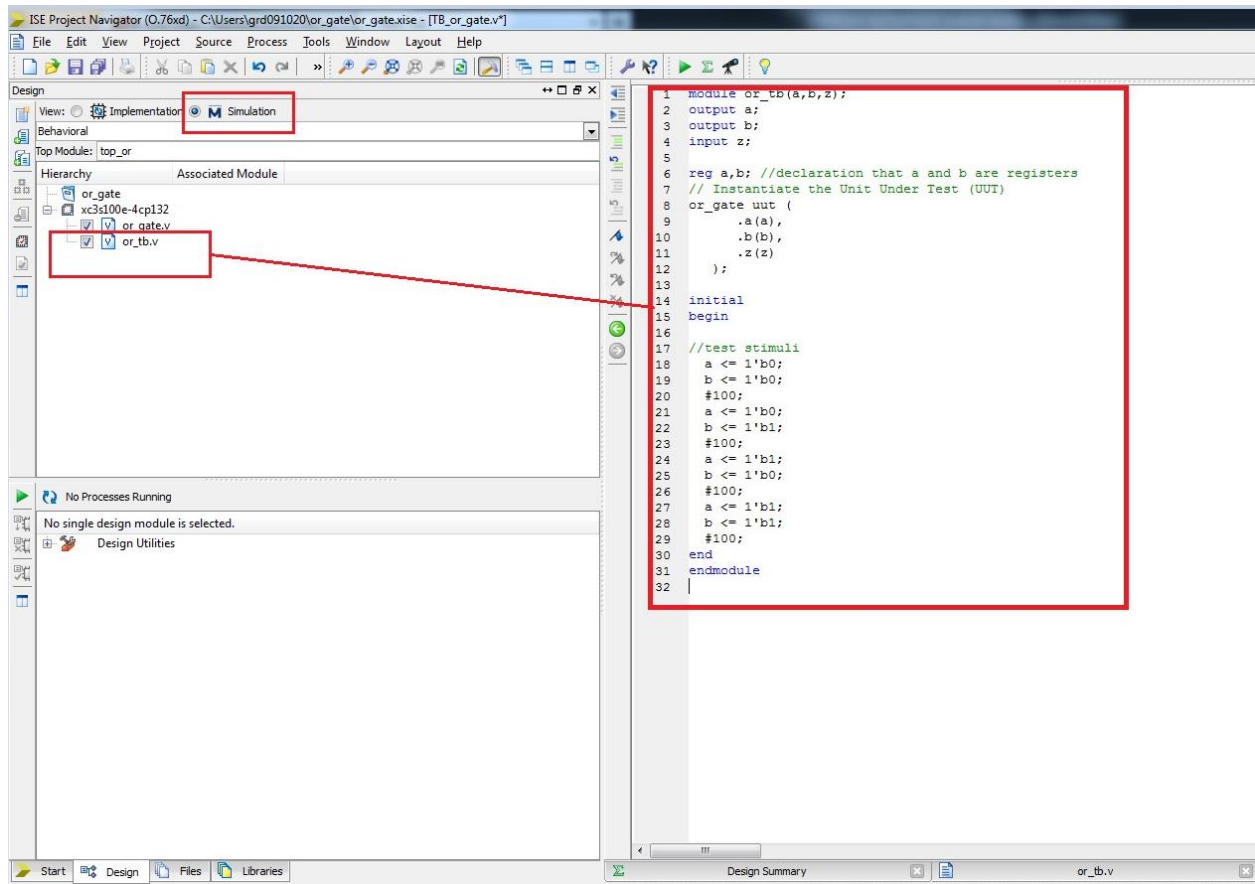 ISE Project Navigator (O.76xd) - C:\Users\grd091020\or_gate\or_gate.xise - [TB_or_gate.v*]
File Edit View Project Source Process Tools Window Layout Help
Design
View: Implementation Simulation
Behavioral
Top Module: top_or
Hierarchy Associated Module
or_gate
xc3s100e-4cp132
or_gate.v
or_tb.v
No Processes Running
No single design module is selected.
Design Utilities
Start Design Files Libraries
1 module or_tb(a,b,z);
2 output a;
3 output b;
4 input z;
5
6 reg a,b; //declaration that a and b are registers
7 // Instantiate the Unit Under Test (UUT)
8 or_gate uut (
9 .a(a),
10 .b(b),
11 .z(z)
12 );
13
14 initial
15 begin
16
17 //test stimuli
18 a <= 1'b0;
19 b <= 1'b0;
20 #100;
21 a <= 1'b0;
22 b <= 1'b1;
23 #100;
24 a <= 1'b1;
25 b <= 1'b0;
26 #100;
27 a <= 1'b1;
28 b <= 1'b1;
29 #100;
30 end
31 endmodule
32
Design Summary or_tb.v